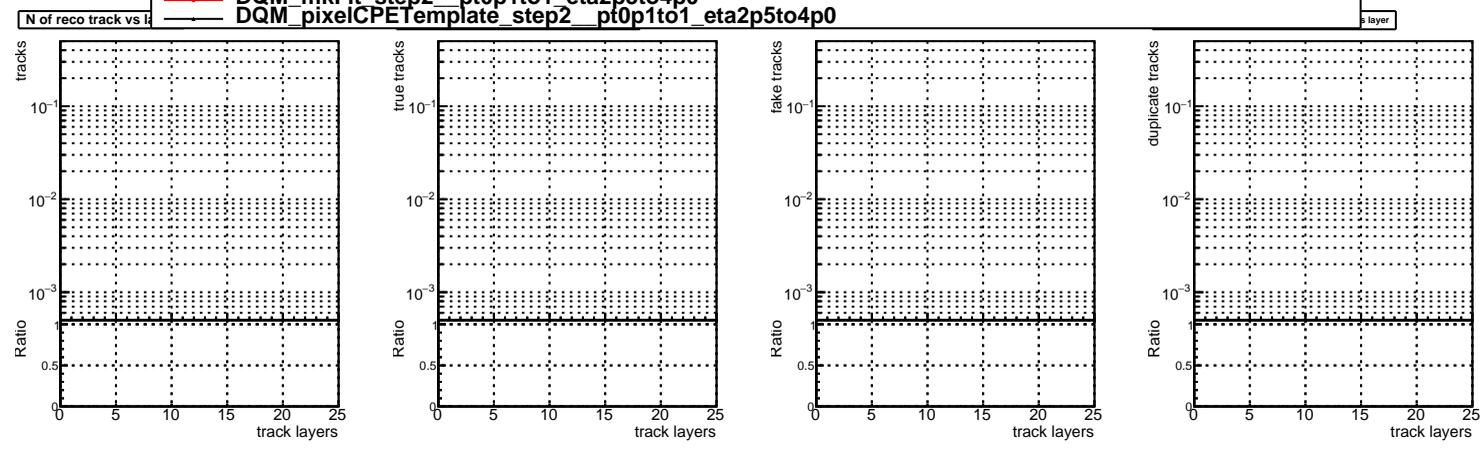 DQM_mkFit_step2__pt0p1to1_eta2p5to4p0
DQM_pixelCPETemplate_step2__pt0p1to1_eta2p5to4p0
N of reco track vs
s layer
tracks
10⁻¹
10⁻²
10⁻³
Ratio
1
0.5
0
0 5 10 15 20 25
track layers
true tracks
10⁻¹
10⁻²
10⁻³
Ratio
1
0.5
0
0 5 10 15 20 25
track layers
fake tracks
10⁻¹
10⁻²
10⁻³
Ratio
1
0.5
0
0 5 10 15 20 25
track layers
duplicate tracks
10⁻¹
10⁻²
10⁻³
Ratio
1
0.5
0
0 5 10 15 20 25
track layers